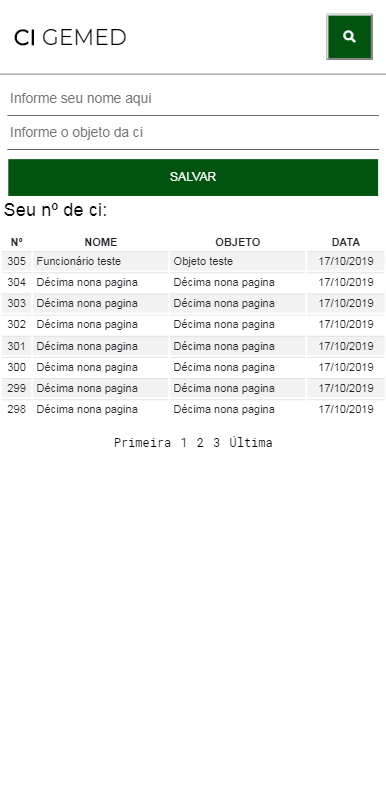 CI GEMED
Informe seu nome aqui
Informe o objeto da ci
SALVAR
Seu nº de ci:
Nº NOME OBJETO DATA
305 Funcionário teste Objeto teste 17/10/2019
304 Décima nona pagina Décima nona pagina 17/10/2019
303 Décima nona pagina Décima nona pagina 17/10/2019
302 Décima nona pagina Décima nona pagina 17/10/2019
301 Décima nona pagina Décima nona pagina 17/10/2019
300 Décima nona pagina Décima nona pagina 17/10/2019
299 Décima nona pagina Décima nona pagina 17/10/2019
298 Décima nona pagina Décima nona pagina 17/10/2019
Primeira 1 2 3 Última